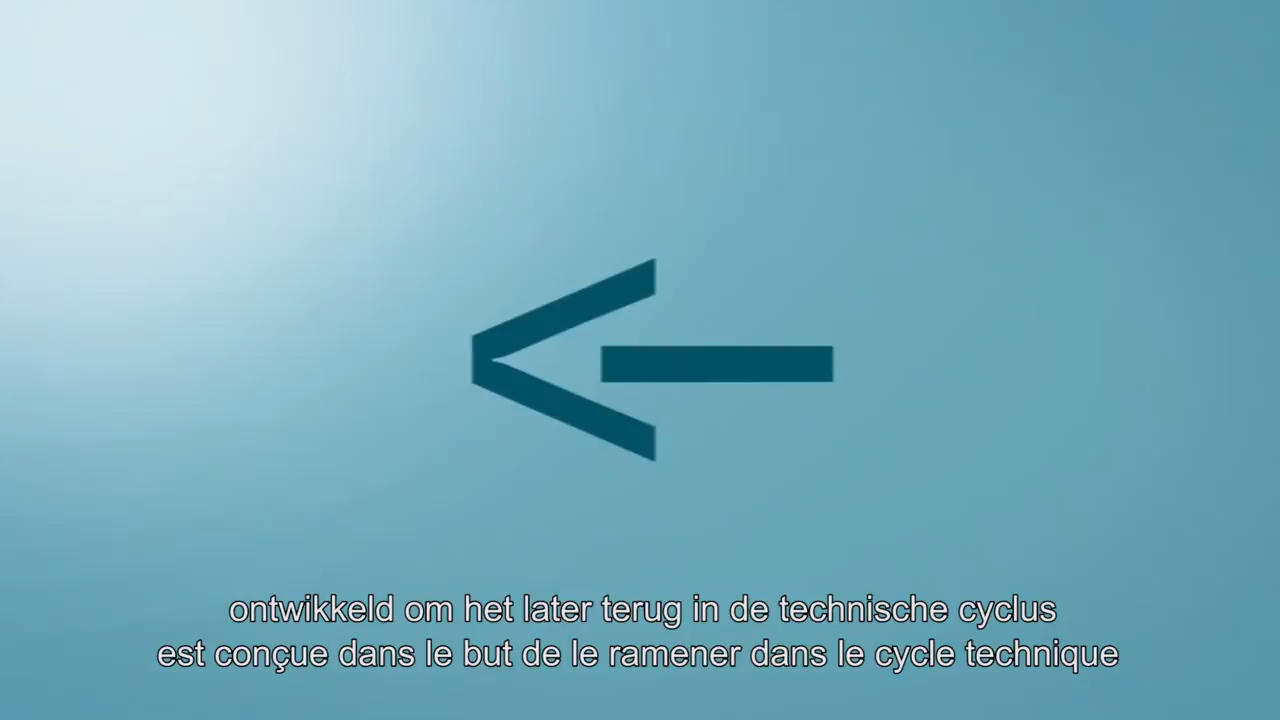 ontwikkeld om het later terug in de technische cyclus
est conçue dans le but de le ramener dans le cycle technique